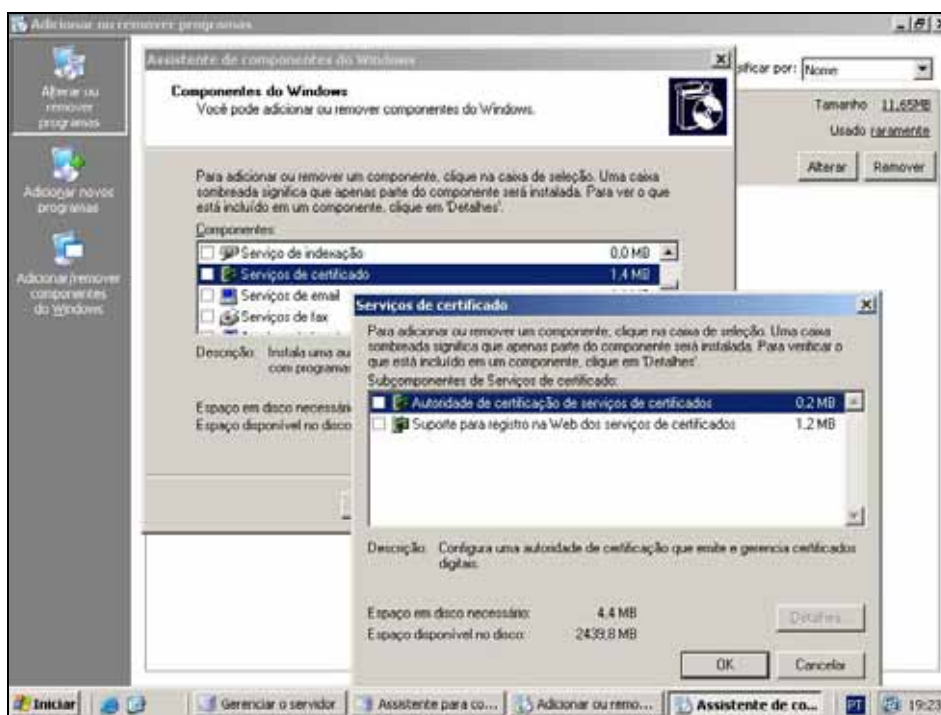 Adicionar ou remover programas
Alterar ou
remover
programas
Adicionar novos
programas
Adicionar/remover
componentes
do Windows
sificar por: Nome
Tamanho 11,65MB
Usado raramente
Alterar Remover
Assistente de componentes do Windows
Componentes do Windows
Você pode adicionar ou remover componentes do Windows.
Para adicionar ou remover um componente, clique na caixa de seleção. Uma caixa
sombreada significa que apenas parte do componente será instalada. Para ver o que
está incluído em um componente, clique em 'Detalhes'.
Componentes:
Serviço de indexação 0.0 MB
Serviços de certificado 1.4 MB
Serviços de email
Serviços de fax
Descrição: Instala uma au
com programa
Espaço em disco necessári
Espaço disponível no disco
Serviços de certificado
Para adicionar ou remover um componente, clique na caixa de seleção. Uma caixa
sombreada significa que apenas parte do componente será instalada. Para verificar o
que está incluído em um componente, clique em 'Detalhes'.
Subcomponentes de Serviços de certificado:
Autoridade de certificação de serviços de certificados 0.2 MB
Suporte para registro na Web dos serviços de certificados 1.2 MB
Descrição: Configura uma autoridade de certificação que emite e gerencia certificados
digitais.
Espaço em disco necessário: 4.4 MB
Espaço disponível no disco: 2439,8 MB
Detalhes...
OK Cancelar
Iniciar Gerenciar o servidor Assistente para co... Adicionar ou remo... Assistente de co... PT 19:23